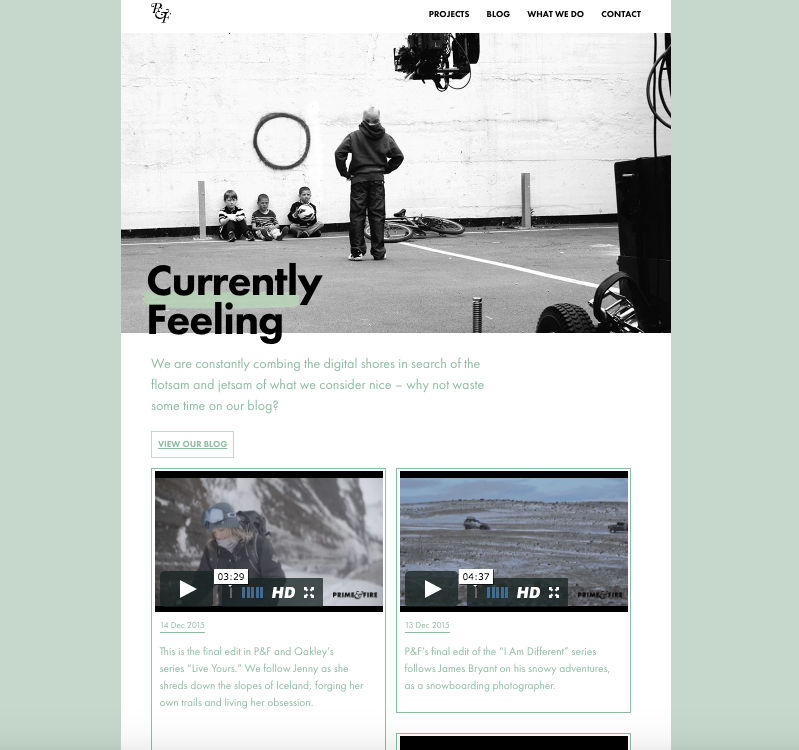 P&F
PROJECTS BLOG WHAT WE DO CONTACT
Currently
Feeling
We are constantly combing the digital shores in search of the
flotsam and jetsam of what we consider nice – why not waste
some time on our blog?
VIEW OUR BLOG
03:29
HD
PRIME&FIRE
14 Dec 2015
This is the final edit in P&F and Oakley’s
series “Live Yours.” We follow Jenny as she
shreds down the slopes of Iceland, forging her
own trails and living her obsession.
04:37
HD
PRIME&FIRE
13 Dec 2015
P&F’s final edit of the “I Am Different” series
follows James Bryant on his snowy adventures,
as a snowboarding photographer.